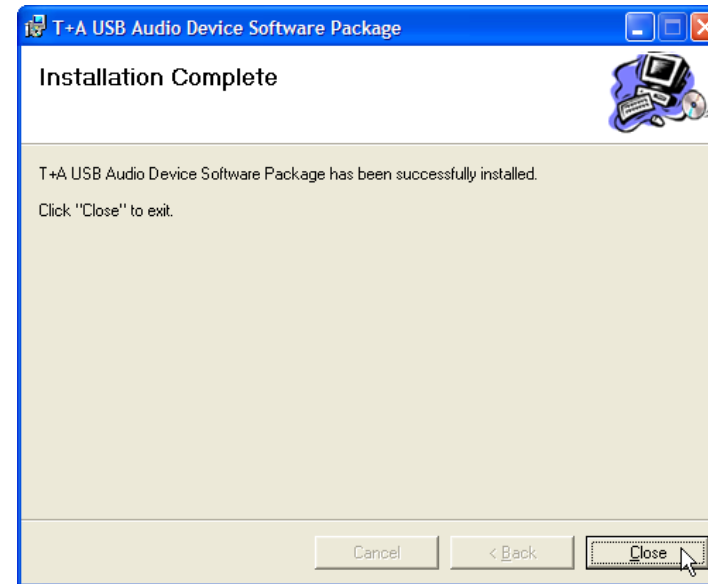 T+A USB Audio Device Software Package
Installation Complete
T+A USB Audio Device Software Package has been successfully installed.
Click "Close" to exit.
Cancel
< Back
Close